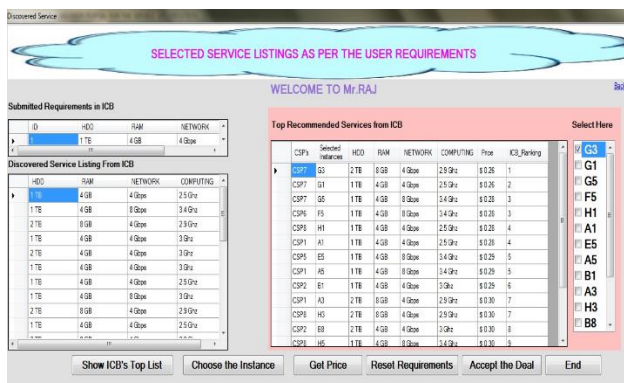 Discovered Service
SELECTED SERVICE LISTINGS AS PER THE USER REQUIREMENTS
WELCOME TO Mr.RAJ
Back
Submitted Requirements in ICB
ID HDD RAM NETWORK
1 1 TB 4 GB 4 Gbps
Discovered Service Listing From ICB
HDD RAM NETWORK COMPUTING
1 TB 4 GB 4 Gbps 2.5 Ghz
1 TB 4 GB 8 Gbps 3.4 Ghz
2 TB 8 GB 4 Gbps 2.9 Ghz
1 TB 4 GB 4 Gbps 3 Ghz
2 TB 4 GB 4 Gbps 3 Ghz
1 TB 4 GB 8 Gbps 3 Ghz
1 TB 4 GB 4 Gbps 2.5 Ghz
1 TB 4 GB 8 Gbps 3.4 Ghz
2 TB 8 GB 4 Gbps 2.9 Ghz
1 TB 4 GB 4 Gbps 2.5 Ghz
Top Recommended Services from ICB
CSP's Selected Instances HDD RAM NETWORK COMPUTING Price ICB_Ranking
CSP7 G3 2 TB 8 GB 4 Gbps 2.9 Ghz $ 0.26 1
CSP7 G1 1 TB 4 GB 4 Gbps 2.5 Ghz $ 0.26 2
CSP7 G5 1 TB 4 GB 8 Gbps 3.4 Ghz $ 0.28 3
CSP6 F5 1 TB 4 GB 8 Gbps 3.4 Ghz $ 0.28 3
CSP8 H1 1 TB 4 GB 4 Gbps 2.5 Ghz $ 0.28 4
CSP1 A1 1 TB 4 GB 4 Gbps 2.5 Ghz $ 0.28 4
CSP5 E5 1 TB 4 GB 8 Gbps 3.4 Ghz $ 0.29 5
CSP1 A5 1 TB 4 GB 8 Gbps 3.4 Ghz $ 0.29 5
CSP2 B1 1 TB 4 GB 4 Gbps 3 Ghz $ 0.29 6
CSP1 A3 2 TB 8 GB 4 Gbps 2.9 Ghz $ 0.30 7
CSP8 H3 2 TB 8 GB 4 Gbps 2.9 Ghz $ 0.30 7
CSP2 B8 2 TB 4 GB 4 Gbps 3 Ghz $ 0.30 8
CSP8 H5 1 TB 4 GB 8 Gbps 3.4 Ghz $ 0.30 9
Select Here
G3
G1
G5
F5
H1
A1
E5
A5
B1
A3
H3
B8
Show ICB's Top List Choose the Instance Get Price Reset Requirements Accept the Deal End